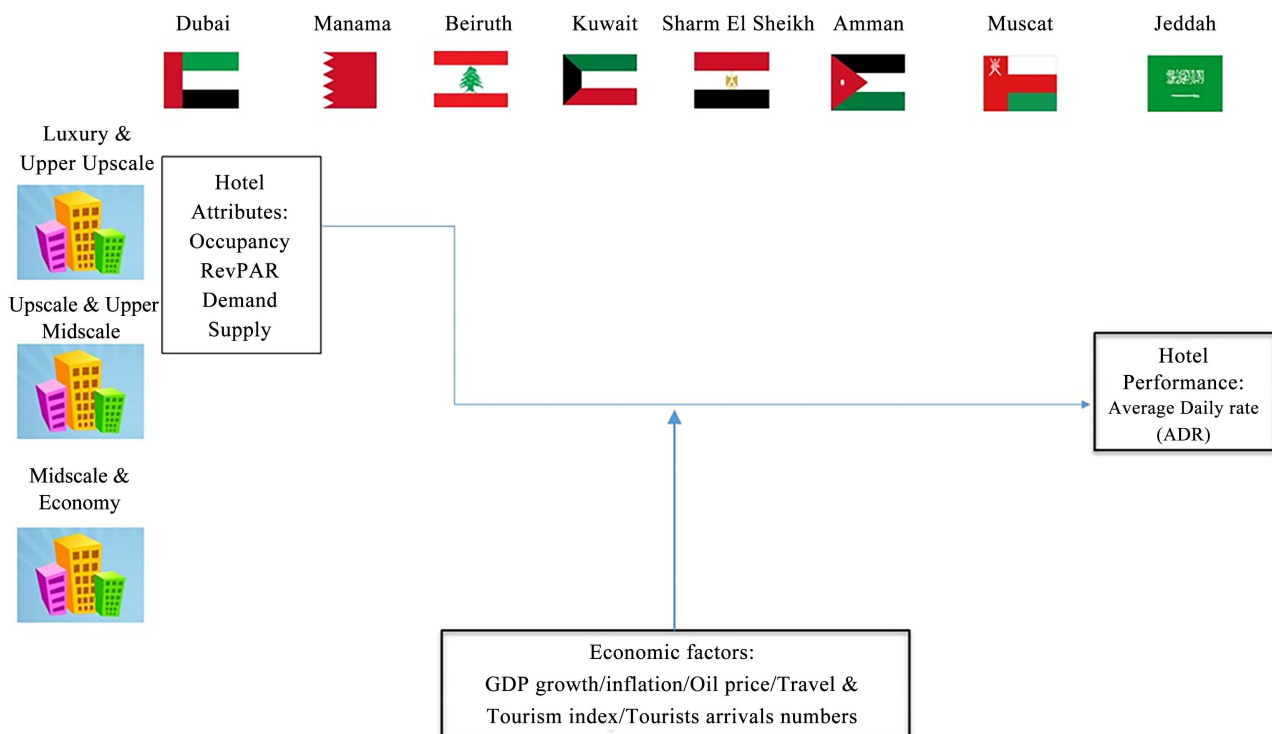 Dubai
Manama
Beiruth
Kuwait
Sharm El Sheikh
Amman
Muscat
Jeddah
Luxury &
Upper Upscale
Hotel
Attributes:
Occupancy
RevPAR
Demand
Supply
Upscale & Upper
Midscale
Midscale &
Economy
Hotel
Performance:
Average Daily rate
(ADR)
Economic factors:
GDP growth/inflation/Oil price/Travel &
Tourism index/Tourists arrivals numbers